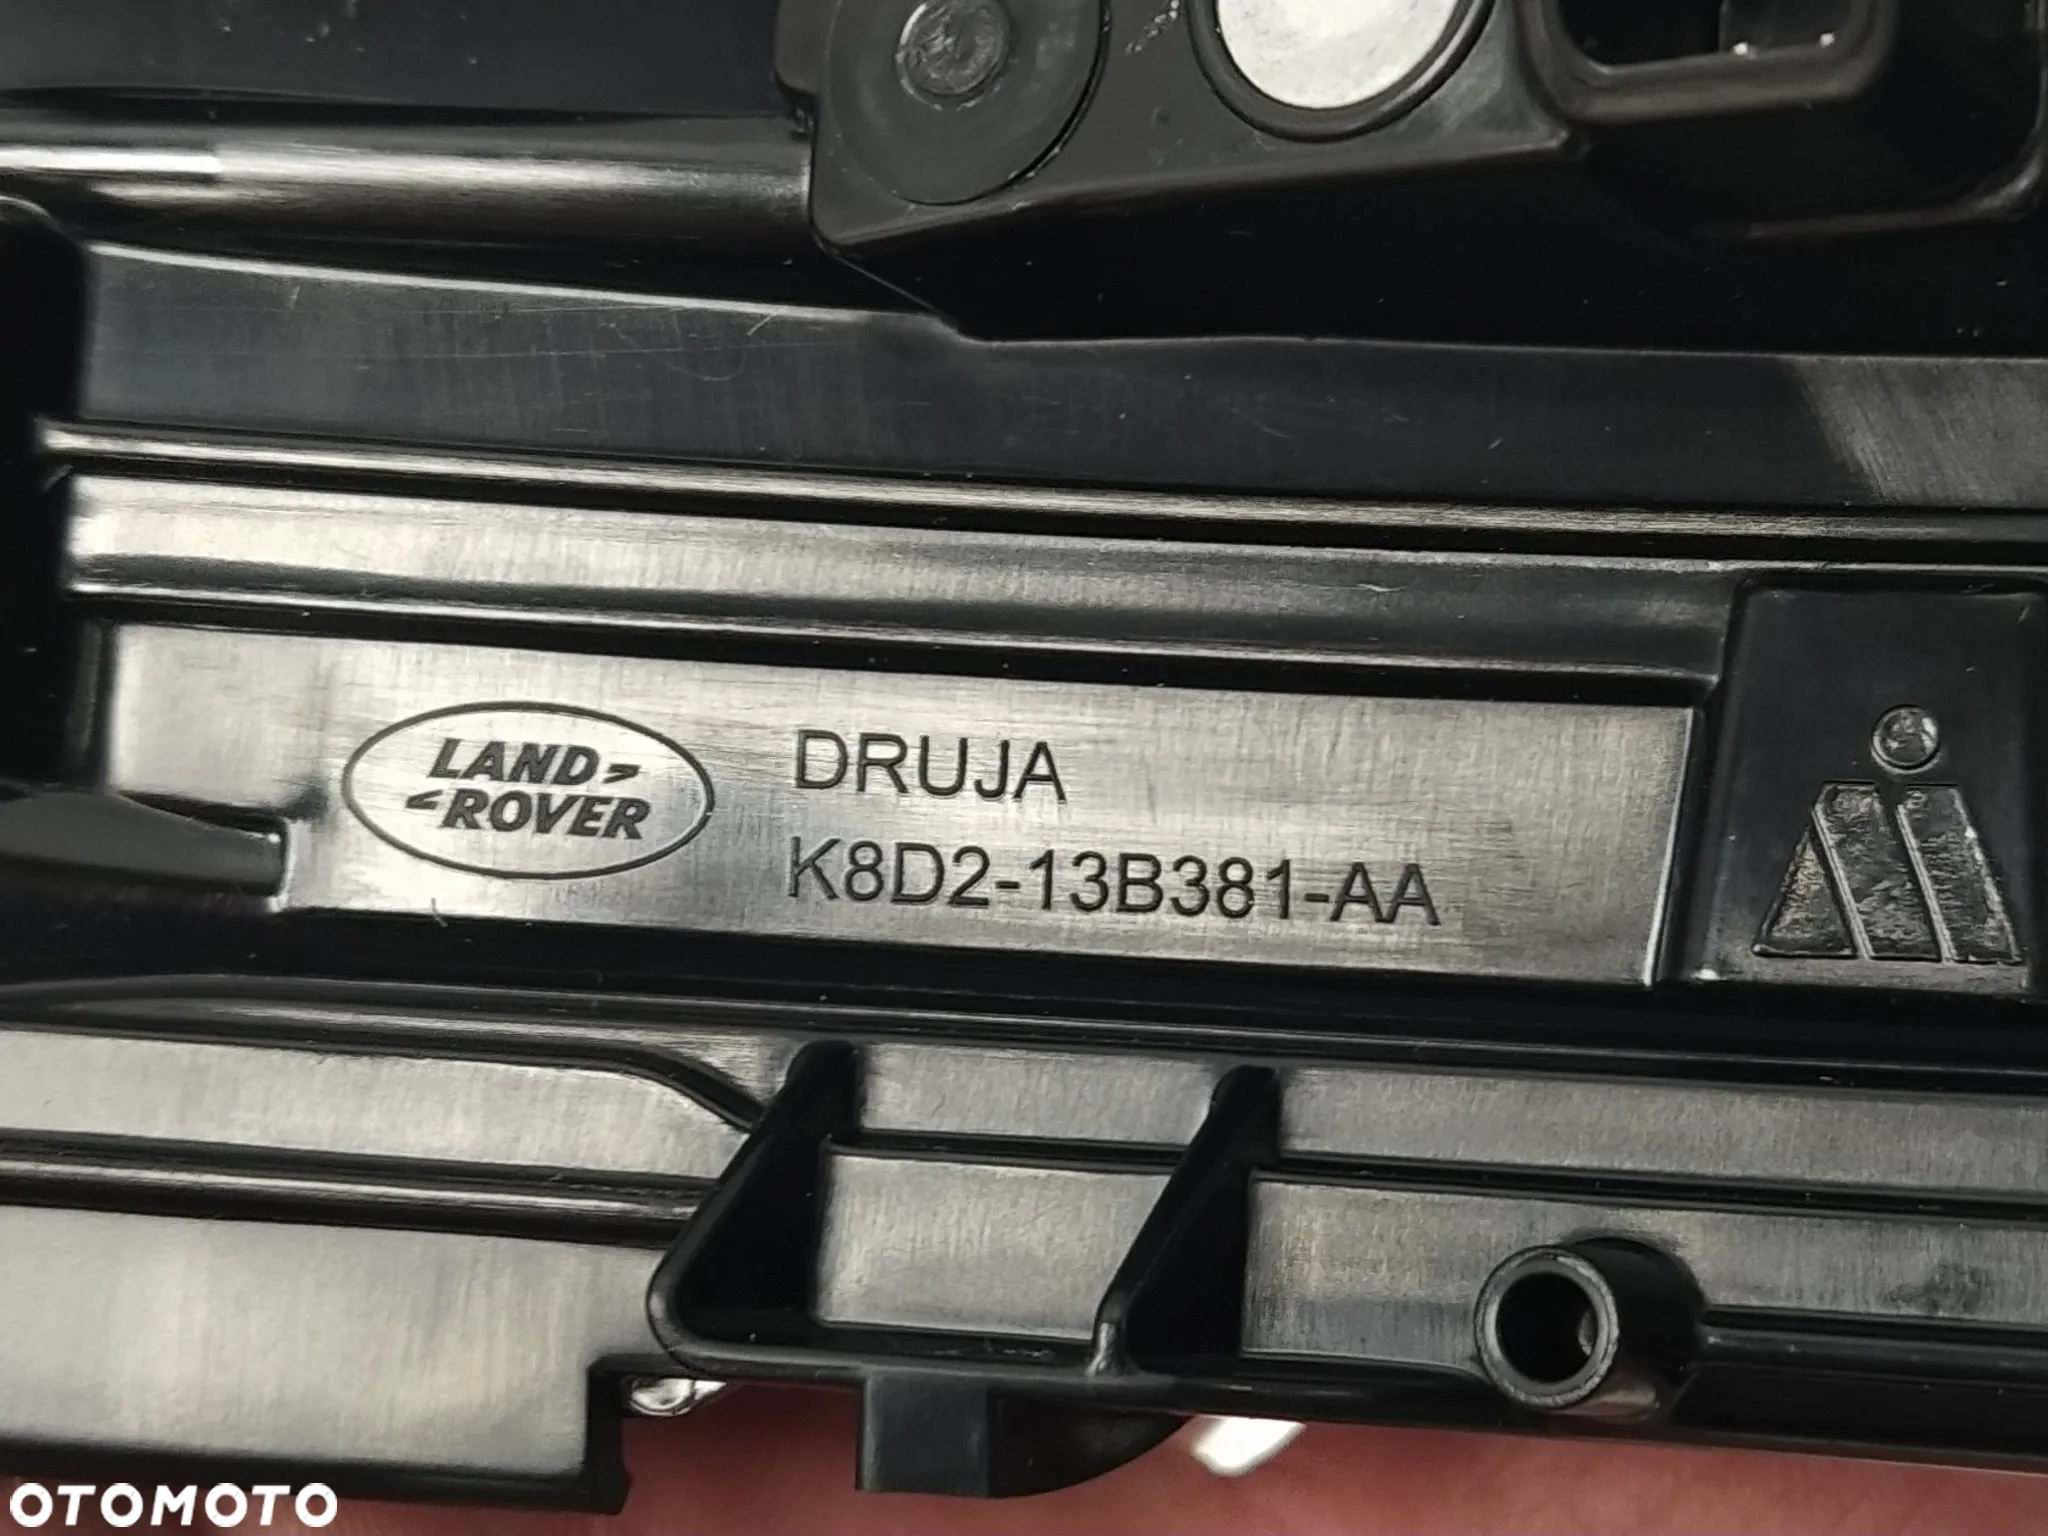 LAND
ROVER
DRUJA
K8D2-13B381-AA
OTOMOTO